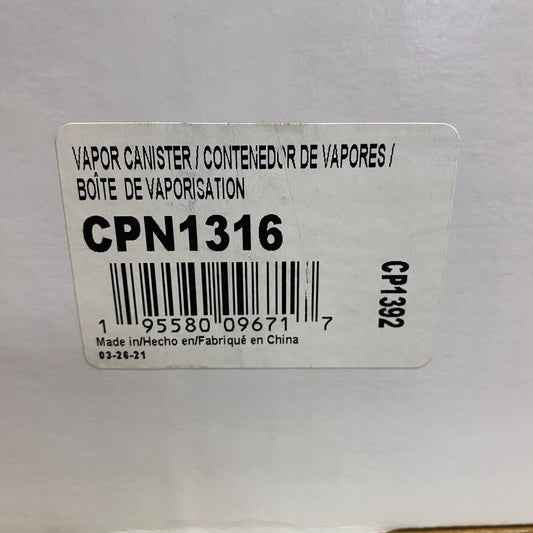 VAPOR CANISTER / CONTENEDOR DE VAPORES /
BOÎTE DE VAPORISATION
CPN1316
CP1392
1 95580 09671 7
Made in/Hecho en/Fabriqué en China
03-26-21